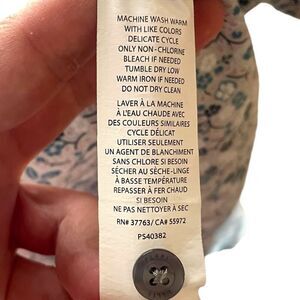 MACHINE WASH WARM
WITH LIKE COLORS
DELICATE CYCLE
ONLY NON-CHLORINE
BLEACH IF NEEDED
TUMBLE DRY LOW
WARM IRON IF NEEDED
DO NOT DRY CLEAN
LAVER À LA MACHINE
À L'EAU CHAUDE AVEC
DES COULEURS SIMILAIRES
CYCLE DÉLICAT
UTILISER SEULEMENT
UN AGENT DE BLANCHIMENT
SANS CHLORE SI BESOIN
SÉCHER AU SÈCHE-LINGE
À BASSE TEMPÉRATURE
REPASSER À FER CHAUD
SI BESOIN
NE PAS NETTOYER À SEC
RN# 37763/ CA# 55972
PS40382